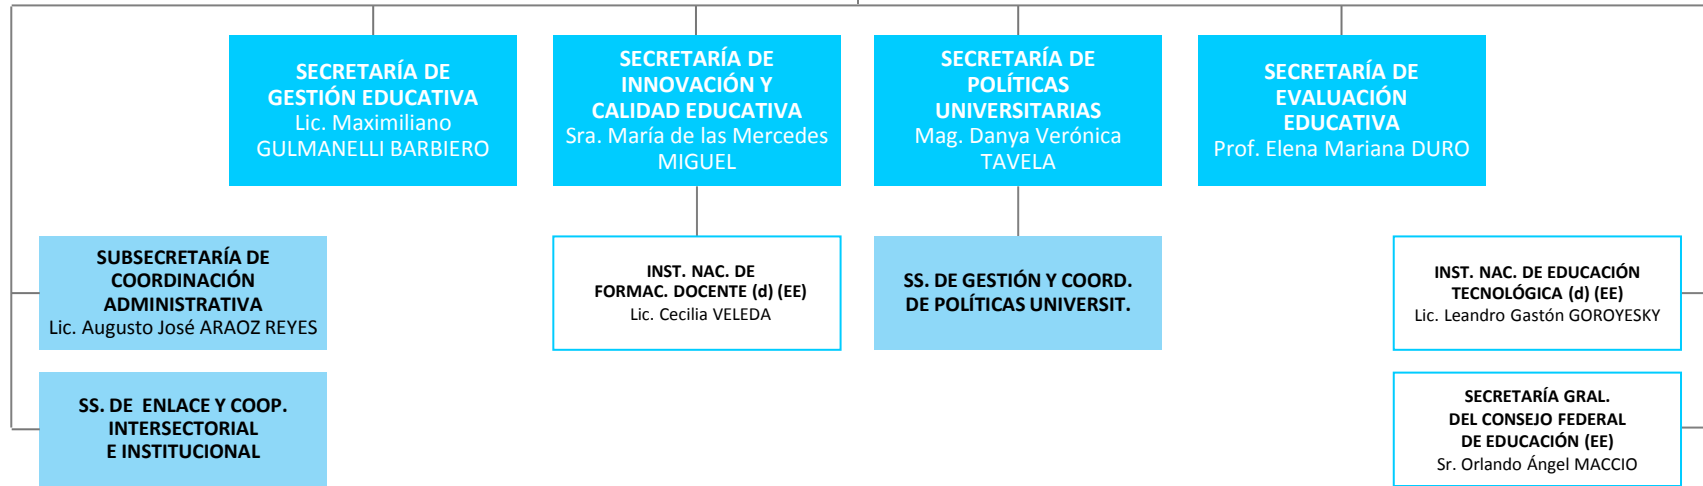 SECRETARÍA DE
GESTIÓN EDUCATIVA
Lic. Maximiliano
GULMANELLI BARBIERO
SECRETARÍA DE
INNOVACIÓN Y
CALIDAD EDUCATIVA
Sra. María de las Mercedes
MIGUEL
SECRETARÍA DE
POLÍTICAS
UNIVERSITARIAS
Mag. Danya Verónica
TAVELA
SECRETARÍA DE
EVALUACIÓN
EDUCATIVA
Prof. Elena Mariana DURO
SUBSECRETARÍA DE
COORDINACIÓN
ADMINISTRATIVA
Lic. Augusto José ARAOZ REYES
INST. NAC. DE
FORMAC. DOCENTE (d) (EE)
Lic. Cecilia VELEDA
SS. DE GESTIÓN Y COORD.
DE POLÍTICAS UNIVERSIT.
INST. NAC. DE EDUCACIÓN
TECNOLÓGICA (d) (EE)
Lic. Leandro Gastón GOROYESKY
SS. DE ENLACE Y COOP.
INTERSECTORIAL
E INSTITUCIONAL
SECRETARÍA GRAL.
DEL CONSEJO FEDERAL
DE EDUCACIÓN (EE)
Sr. Orlando Ángel MACCIO